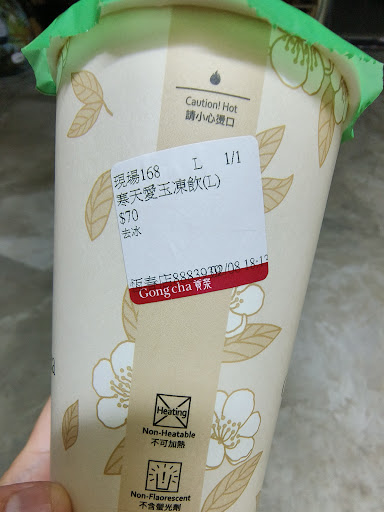 Caution! Hot
請小心燙口
現場168 L 1/1
寒天愛玉凍飲(L)
$70
去冰
Gong cha 貢茶
Heating
Non-Heatable
不可加熱
Non-Flaorescent
不含螢光劑